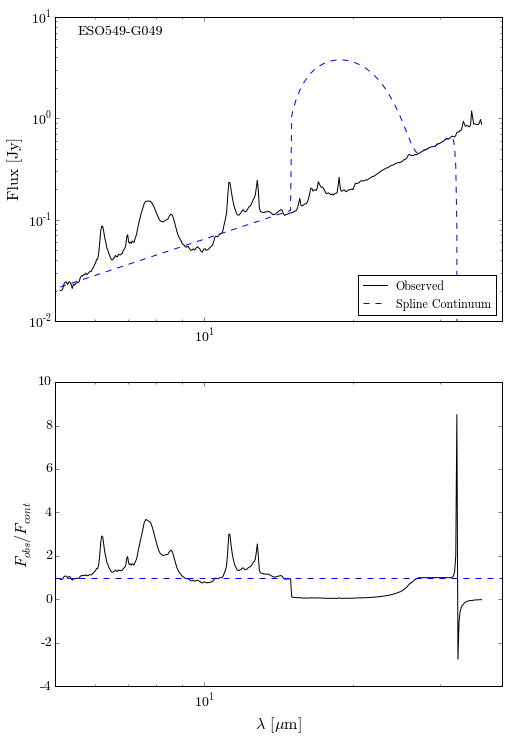 ESO549-G049
10^1
10^0
10^-1
10^-2
Flux [Jy]
Observed
Spline Continuum
10^1
10
8
6
4
2
0
-2
-4
F_obs/F_cont
10^1
λ [μm]